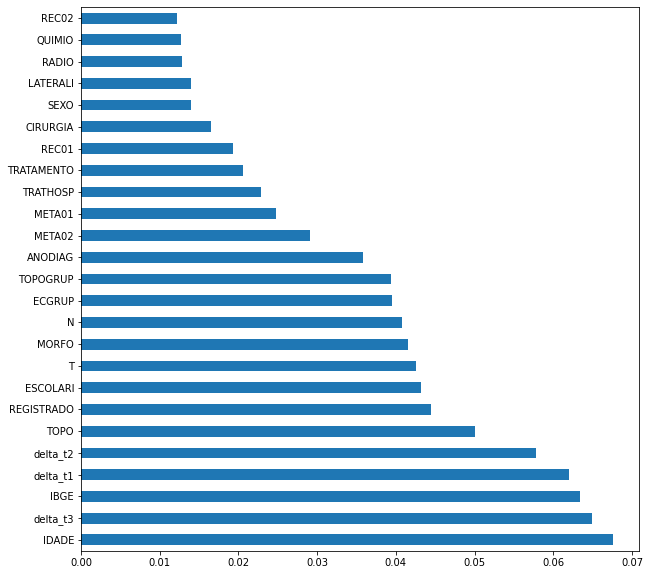 REC02
QUIMIO
RADIO
LATERALI
SEXO
CIRURGIA
REC01
TRATAMENTO
TRATHOSP
META01
META02
ANODIAG
TOPOGRUP
ECGRUP
N
MORFO
T
ESCOLARI
REGISTRADO
TOPO
delta_t2
delta_t1
IBGE
delta_t3
IDADE
0.00 0.01 0.02 0.03 0.04 0.05 0.06 0.07